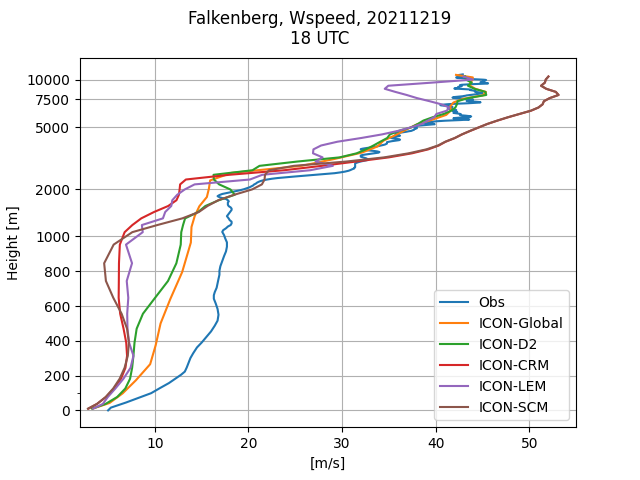 Falkenberg, Wspeed, 20211219
18 UTC
10000
7500
5000
2000
1000
800
600
400
200
0
Height [m]
10
20
30
40
50
[m/s]
Obs
ICON-Global
ICON-D2
ICON-CRM
ICON-LEM
ICON-SCM